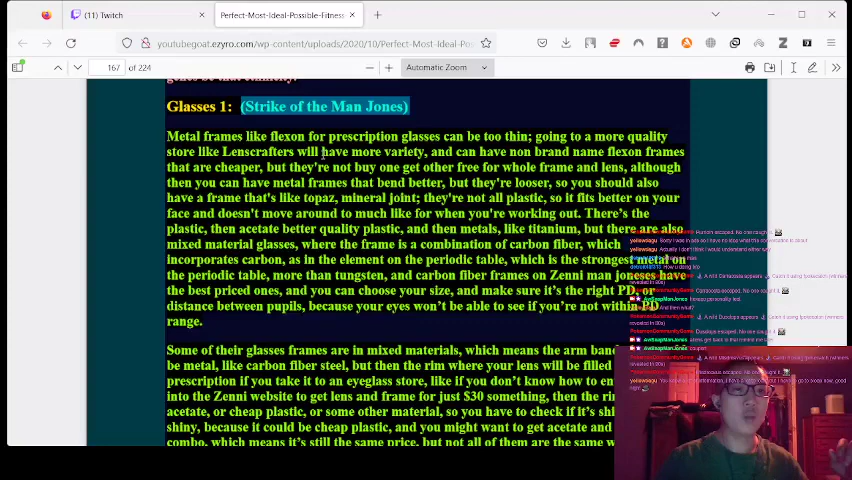 (11) Twitch
Perfect-Most-Ideal-Possible-Fitness
youtubegoat.ezyro.com/wp-content/uploads/2020/10/Perfect-Most-Ideal-Pos
167 of 224
Automatic Zoom
Glasses 1: (Strike of the Man Jones)
Metal frames like flexon for prescription glasses can be too thin; going to a more quality
store like Lenscrafters will have more variety, and can have non brand name flexon frames
that are cheaper, but they're not buy one get other free for whole frame and lens, although
then you can have metal frames that bend better, but they're looser, so you should also
have a frame that's like topaz, mineral joint; they're not all plastic, so it fits better on your
face and doesn't move around to much like for when you're working out. There's the
plastic, then acetate better quality plastic, and then metals, like titanium, but there are also
mixed material glasses, where the frame is a combination of carbon fiber, which
incorporates carbon, as in the element on the periodic table, which is the strongest metal on
the periodic table, more than tungsten, and carbon fiber frames on Zenni man joneses have
the best priced ones, and you can choose your size, and make sure it's the right PD, or
distance between pupils, because your eyes won't be able to see if you're not within PD
range.
Some of their glasses frames are in mixed materials, which means the arm ban
be metal, like carbon fiber steel, but then the rim where your lens will be filled
prescription if you take it to an eyeglass store, like if you don't know how to en
into the Zenni website to get lens and frame for just $30 something, then the ri
acetate, or cheap plastic, or some other material, so you have to check if it's shi
shiny, because it could be cheap plastic, and you might want to get acetate and
combo, which means it's still the same price, but not all of them are the same w